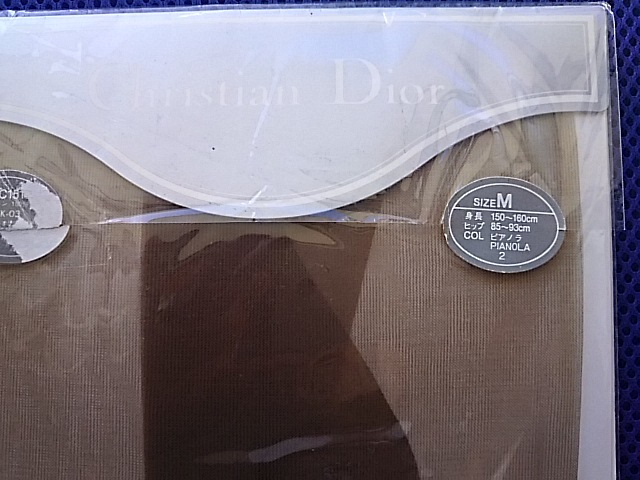 Christian Dior
SIZE M
身長 150～160cm
ヒップ 85～93cm
COL ピアノラ
PIANOLA
2